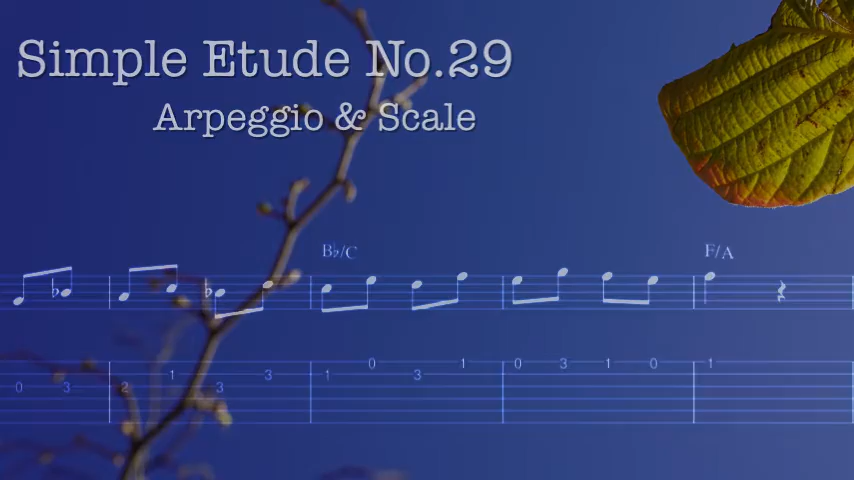 Simple Etude No.29
Arpeggio & Scale
B♭/C F/A
0 3 2 1 3 3 1 0 3 1 0 3 1 0 1